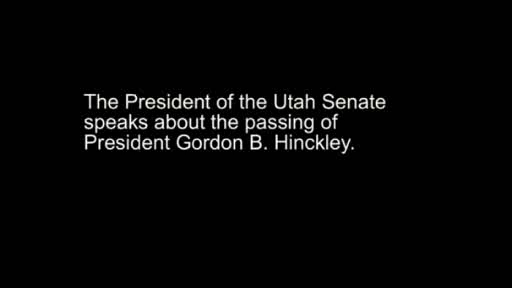 The President of the Utah Senate
speaks about the passing of
President Gordon B. Hinckley.